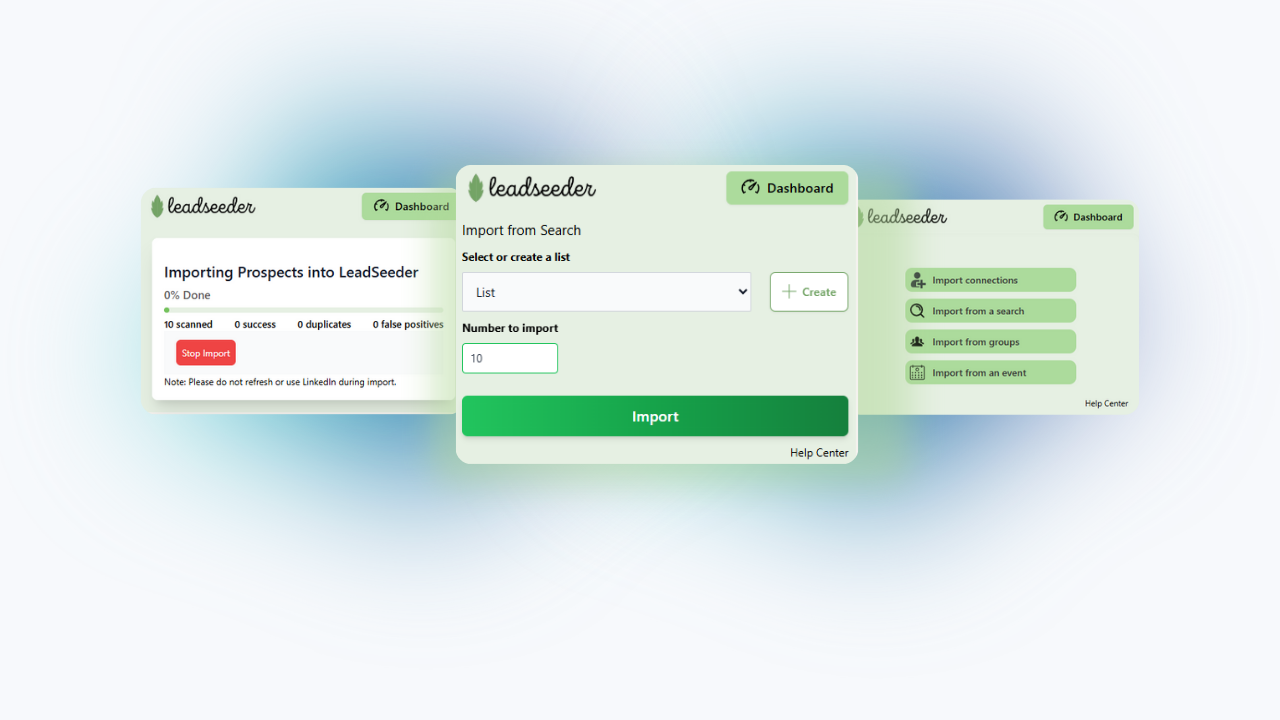 leadseeder
Dashboard
Importing Prospects into LeadSeeder
0% Done
10 scanned 0 success 0 duplicates 0 false positives
Stop Import
Note: Please do not refresh or use LinkedIn during import.
leadseeder
Dashboard
Import from Search
Select or create a list
List
Create
Number to import
10
Import
Help Center
leadseeder
Dashboard
Import connections
Import from a search
Import from groups
Import from an event
Help Center